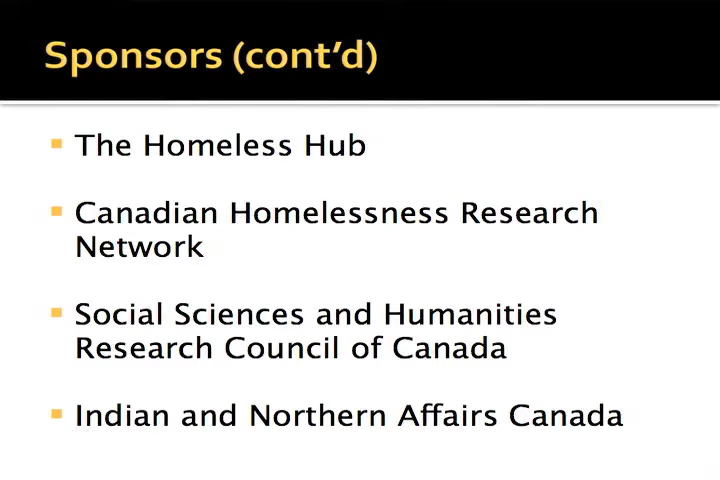 Sponsors (cont’d)
The Homeless Hub
Canadian Homelessness Research
Network
Social Sciences and Humanities
Research Council of Canada
Indian and Northern Affairs Canada